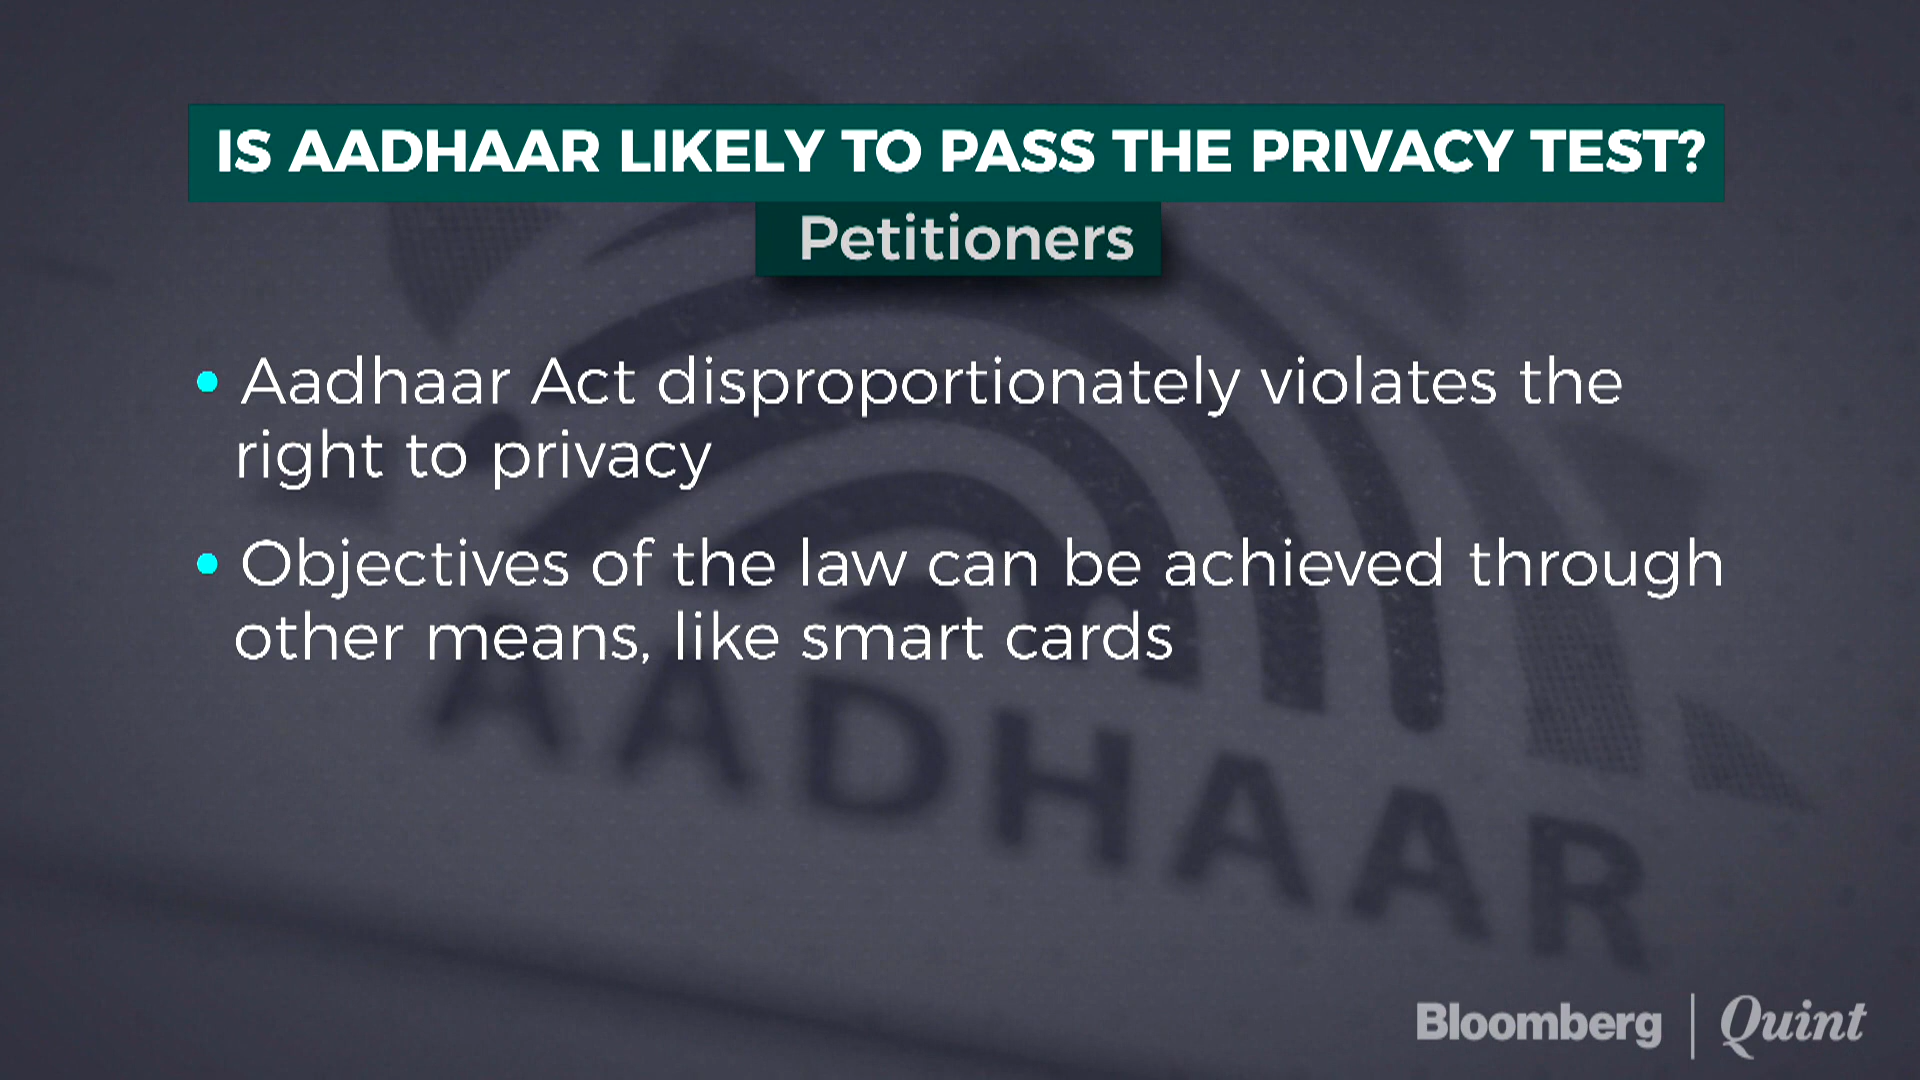 IS AADHAAR LIKELY TO PASS THE PRIVACY TEST?
Petitioners
• Aadhaar Act disproportionately violates the
right to privacy
• Objectives of the law can be achieved through
other means, like smart cards
AADHAAR
Bloomberg | Quint